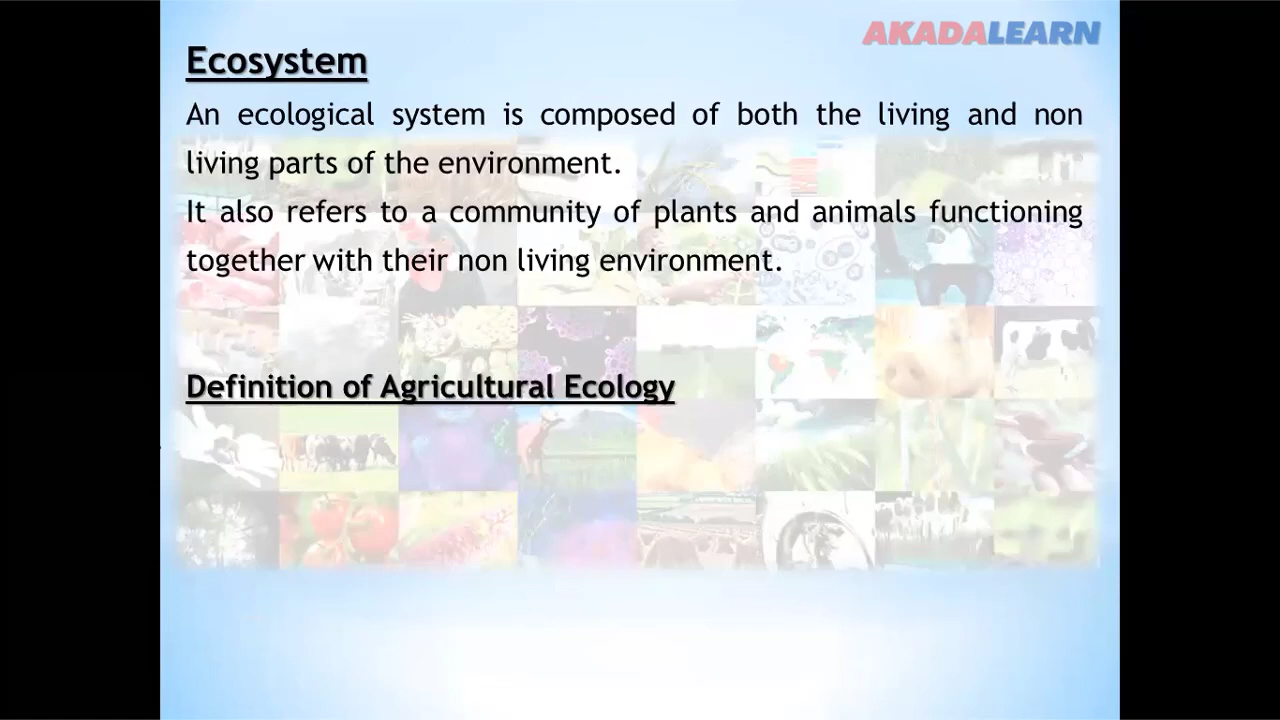 AKADALEARN
Ecosystem
An ecological system is composed of both the living and non
living parts of the environment.
It also refers to a community of plants and animals functioning
together with their non living environment.
Definition of Agricultural Ecology